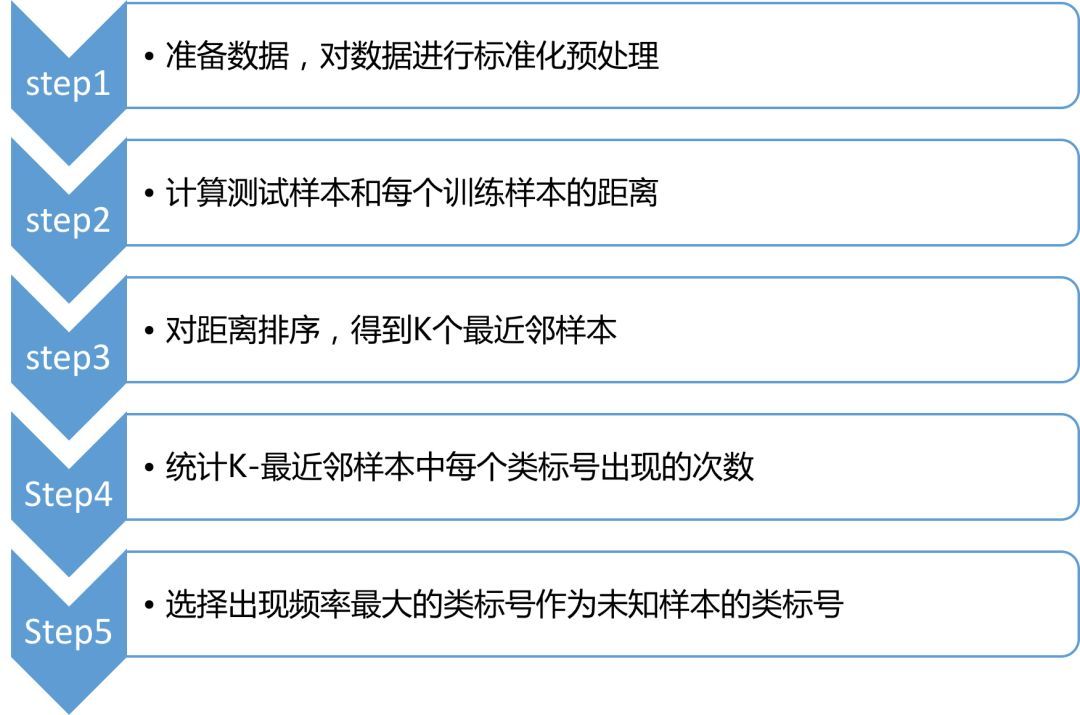 step1
• 准备数据，对数据进行标准化预处理
step2
• 计算测试样本和每个训练样本的距离
step3
• 对距离排序，得到K个最近邻样本
Step4
• 统计K-最近邻样本中每个类标号出现的次数
Step5
• 选择出现频率最大的类标号作为未知样本的类标号